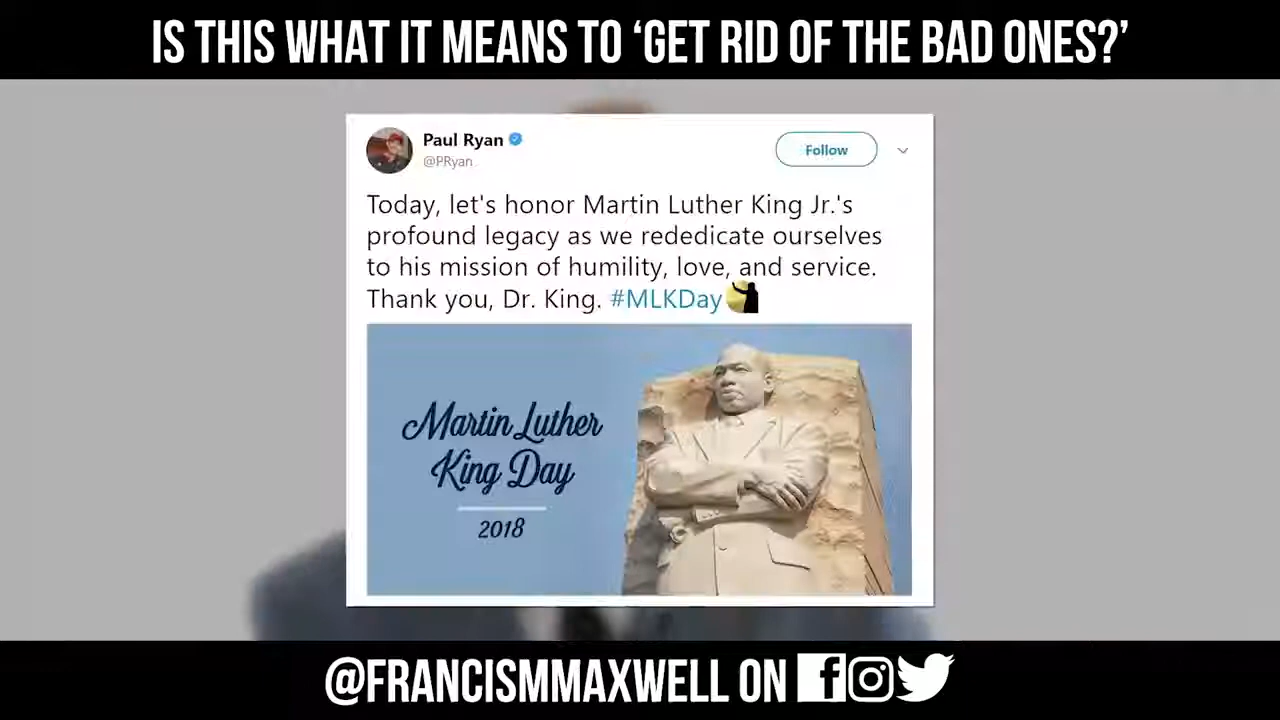 IS THIS WHAT IT MEANS TO ‘GET RID OF THE BAD ONES?’
Paul Ryan
@PRyan
Follow
Today, let's honor Martin Luther King Jr.'s
profound legacy as we rededicate ourselves
to his mission of humility, love, and service.
Thank you, Dr. King. #MLKDay
Martin Luther
King Day
2018
@FRANCISMMAXWELL ON